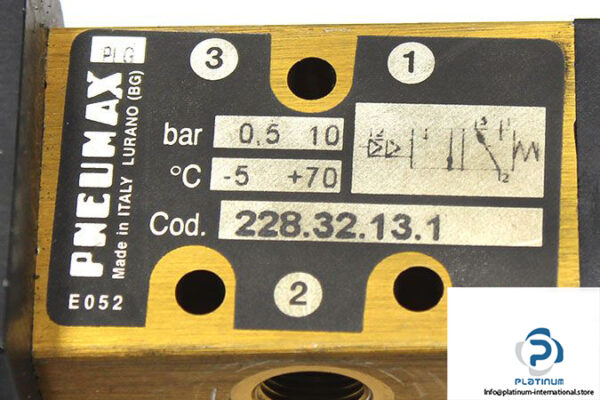 PNEUMAX
PLG
Made in ITALY LURANO (BG)
E052
3
1
bar 0,5 10
°C -5 +70
Cod. 228.32.13.1
2
PLATINUM
Info@platinum-international.store